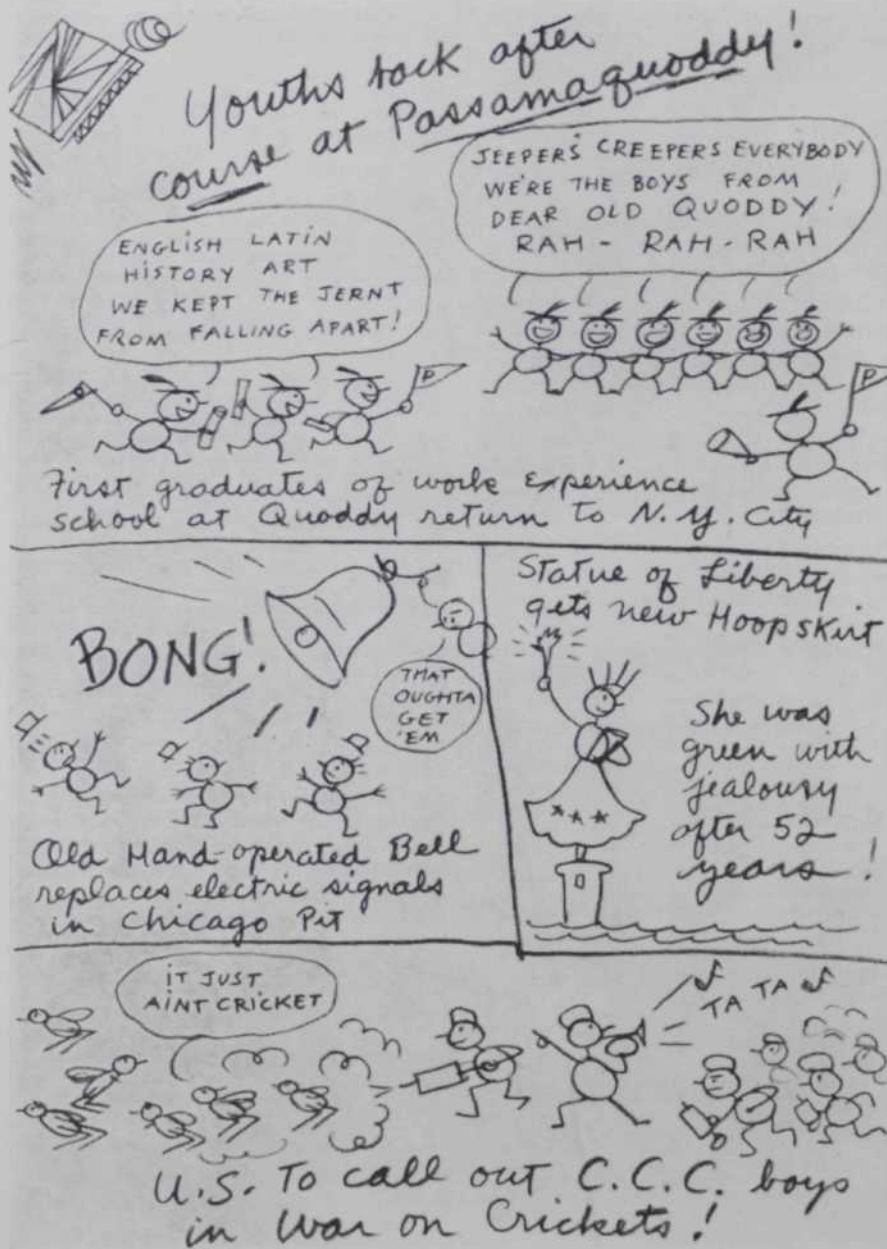 Youths back after
course at Passamaquoddy!
JEEPERS CREEPERS EVERYBODY
WE'RE THE BOYS FROM
DEAR OLD QUODDY!
RAH - RAH - RAH
ENGLISH LATIN
HISTORY ART
WE KEPT THE JERNT
FROM FALLING APART!
P
P
First graduates of work experience
school at Quoddy return to N.Y. City
BONG!
THAT
OUGHTA
GET
'EM
Old Hand-operated Bell
replaces electric signals
in Chicago Pit
Statue of Liberty
gets new Hoopskirt
She was
green with
jealousy
after 52
years!
IT JUST
AINT CRICKET
TA TA
U.S. To call out C.C.C. boys
in War on Crickets!